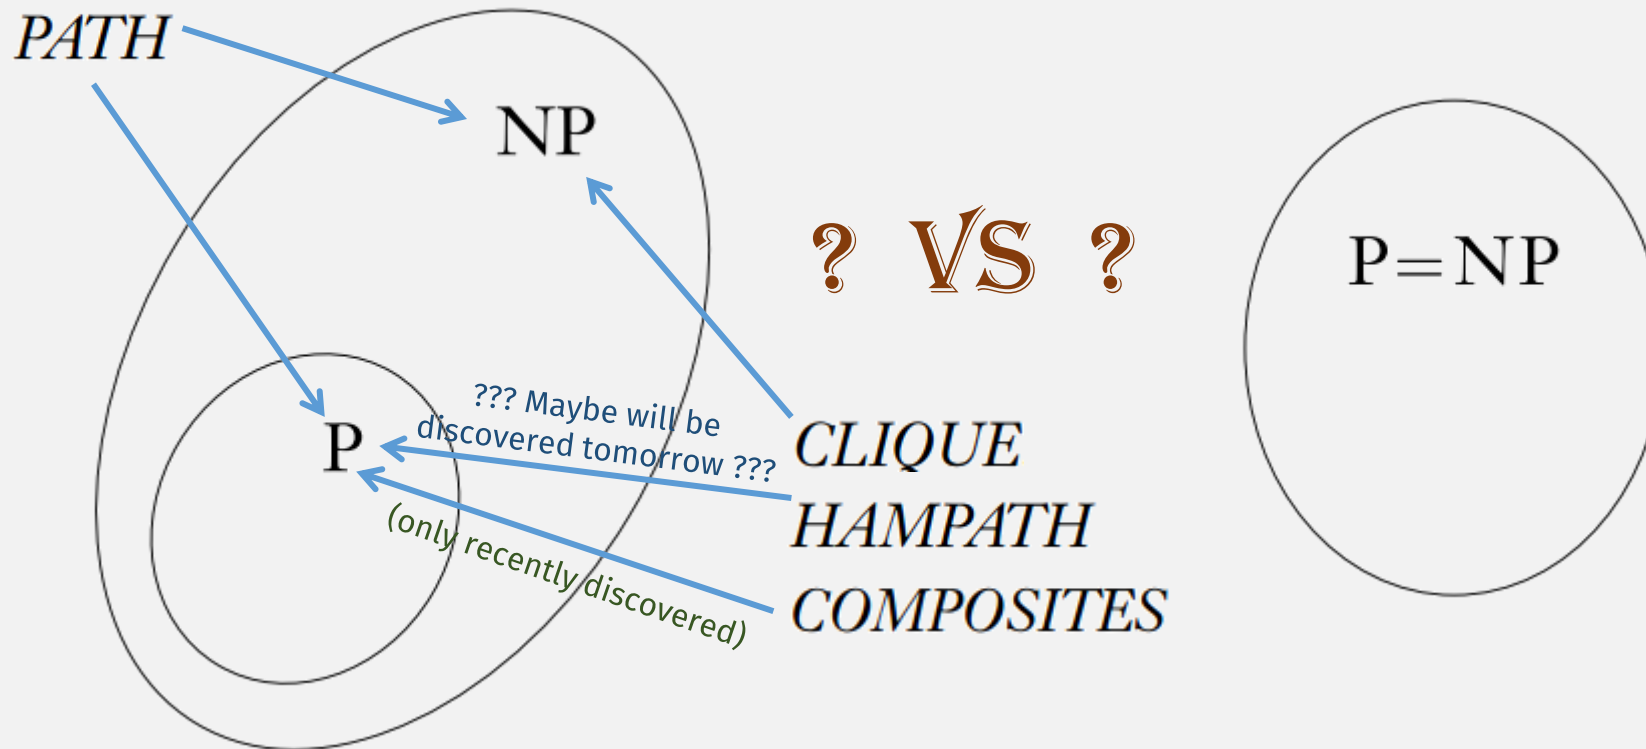 PATH
NP
? VS ?
P=NP
??? Maybe will be
discovered tomorrow ???
P
CLIQUE
HAMPATH
(only recently discovered)
COMPOSITES